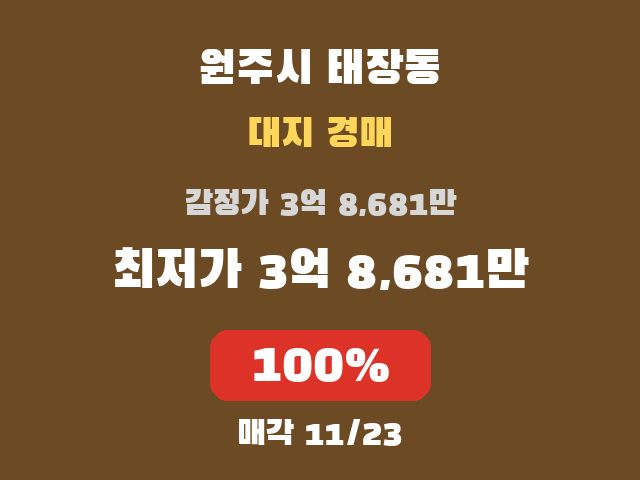 원주시 태장동
대지 경매
감정가 3억 8,681만
최저가 3억 8,681만
100%
매각 11/23